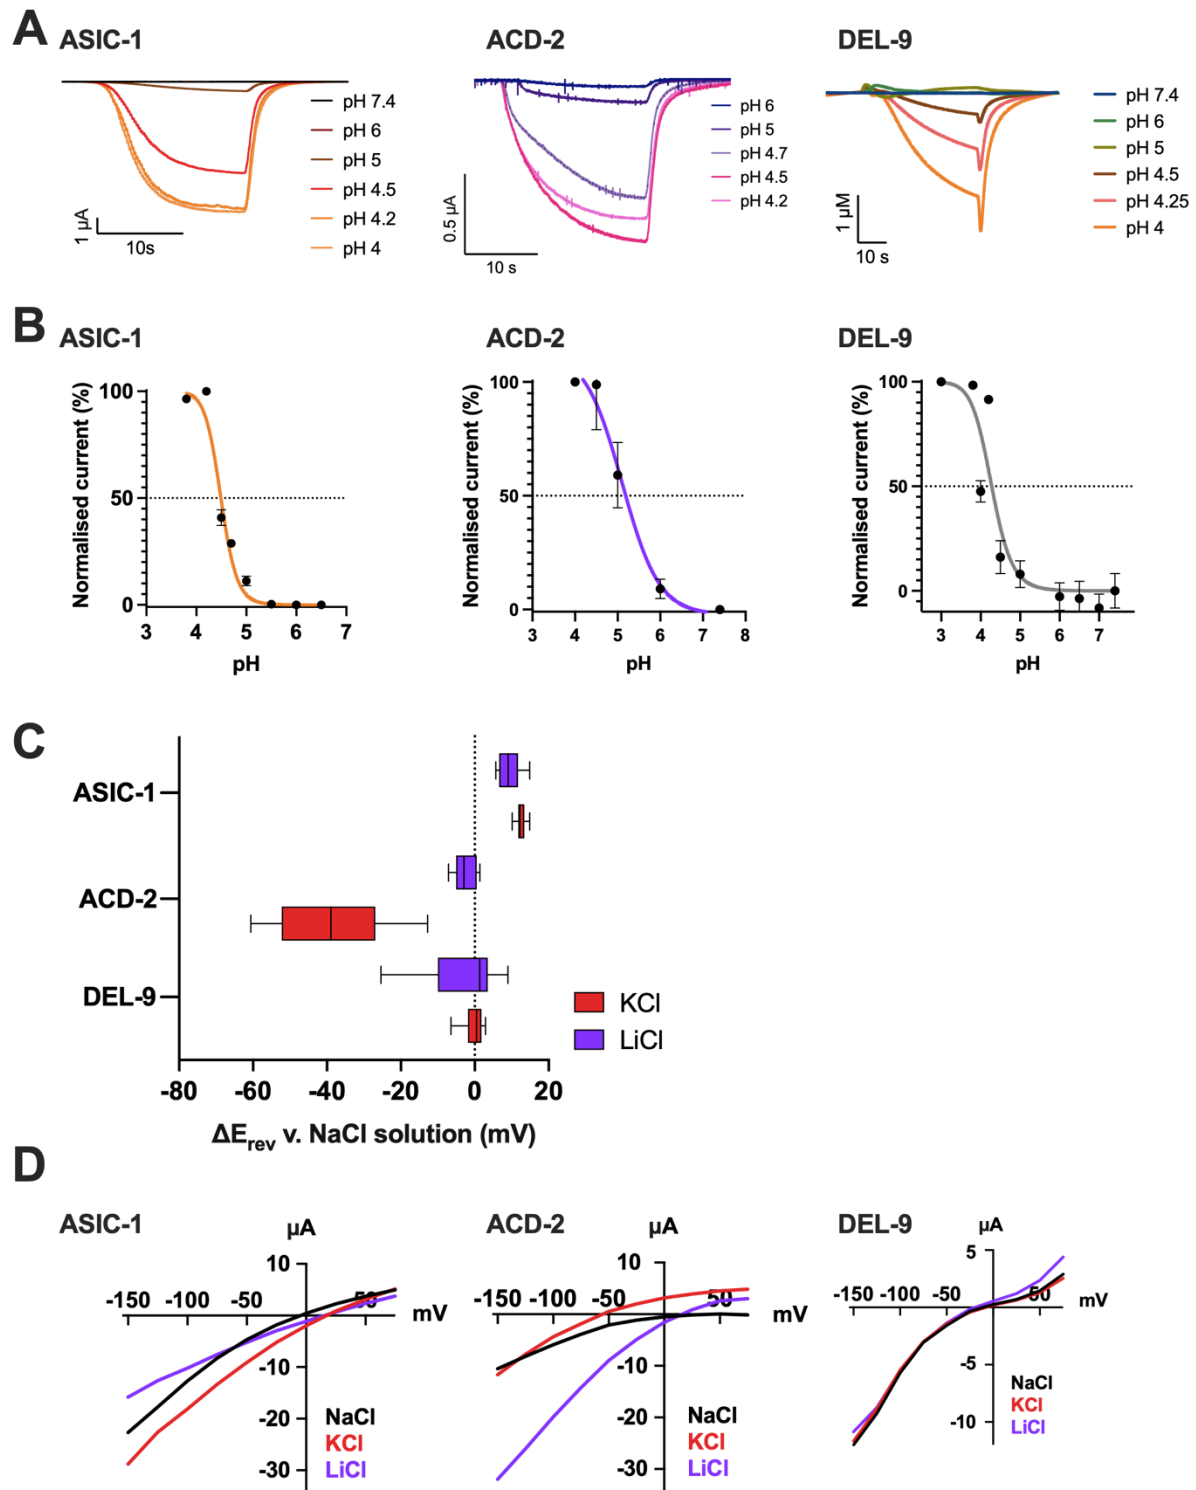 A
ASIC-1
ACD-2
DEL-9
pH 7.4
pH 6
pH 5
pH 4.5
pH 4.2
pH 4
1 µA
10s
pH 6
pH 5
pH 4.7
pH 4.5
pH 4.2
0.5 µA
10 s
pH 7.4
pH 6
pH 5
pH 4.5
pH 4.25
pH 4
1 µM
10 s
B
ASIC-1
ACD-2
DEL-9
Normalised current (%)
100
50
0
3 4 5 6 7
pH
Normalised current (%)
100
50
0
3 4 5 6 7 8
pH
Normalised current (%)
100
50
0
3 4 5 6 7
pH
C
ASIC-1
ACD-2
DEL-9
KCl
LiCl
-80 -60 -40 -20 0 20
ΔErev v. NaCl solution (mV)
D
ASIC-1
µA
10
-150 -100 -50 50
mV
-10
-20
-30
NaCl
KCl
LiCl
ACD-2
µA
10
-150 -100 -50 50
mV
-10
-20
-30
NaCl
KCl
LiCl
DEL-9
µA
5
-150 -100 -50 50
mV
-5
-10
NaCl
KCl
LiCl